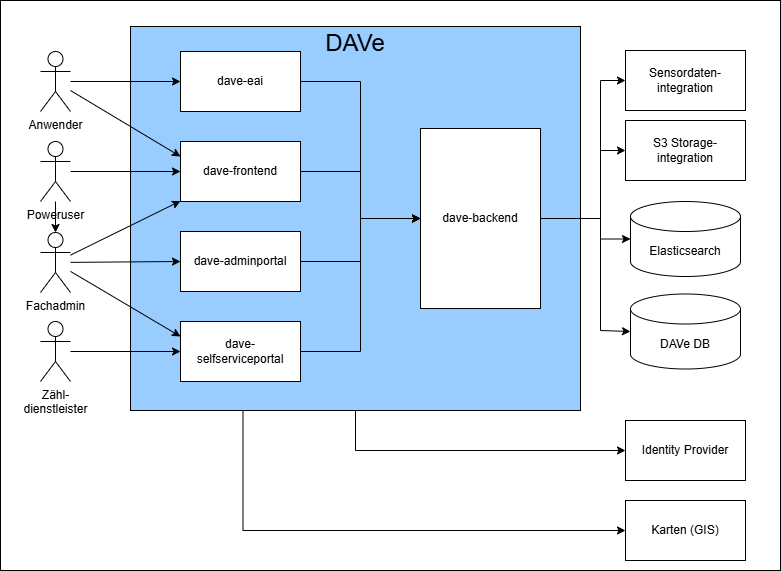 DAVe
dave-eai
dave-frontend
dave-adminportal
dave-
selfserviceportal
dave-backend
Anwender
Poweruser
Fachadmin
Zähl-
dienstleister
Sensordaten-
integration
S3 Storage-
integration
Elasticsearch
DAVe DB
Identity Provider
Karten (GIS)